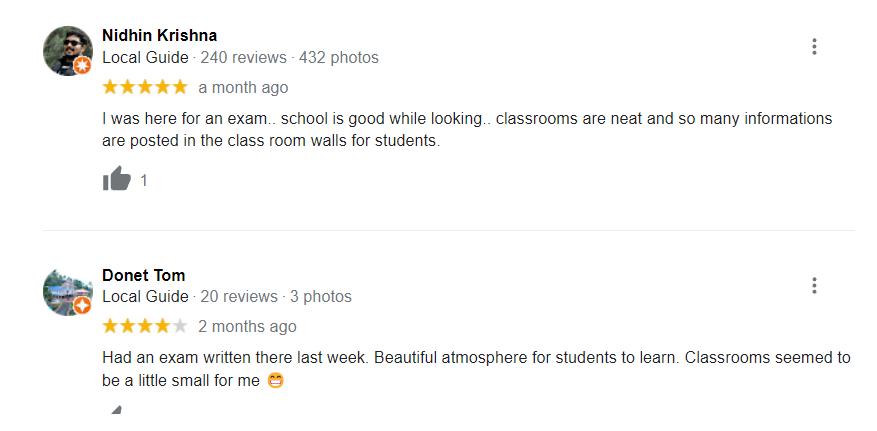 Nidhin Krishna
Local Guide · 240 reviews · 432 photos
a month ago
I was here for an exam.. school is good while looking.. classrooms are neat and so many informations
are posted in the class room walls for students.
1
Donet Tom
Local Guide · 20 reviews · 3 photos
2 months ago
Had an exam written there last week. Beautiful atmosphere for students to learn. Classrooms seemed to
be a little small for me 😁